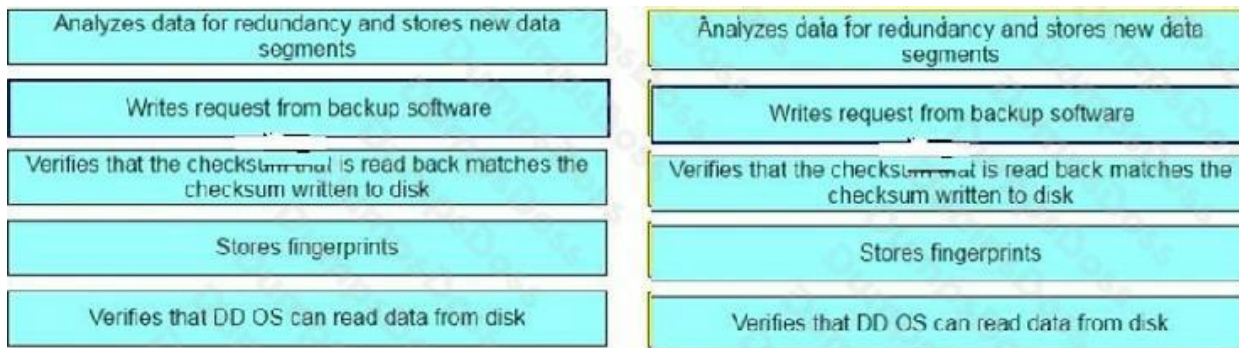 Analyzes data for redundancy and stores new data
segments
Writes request from backup software
Verifies that the checksum that is read back matches the
checksum written to disk
Stores fingerprints
Verifies that DD OS can read data from disk
Analyzes data for redundancy and stores new data
segments
Writes request from backup software
Verifies that the checksum that is read back matches the
checksum written to disk
Stores fingerprints
Verifies that DD OS can read data from disk